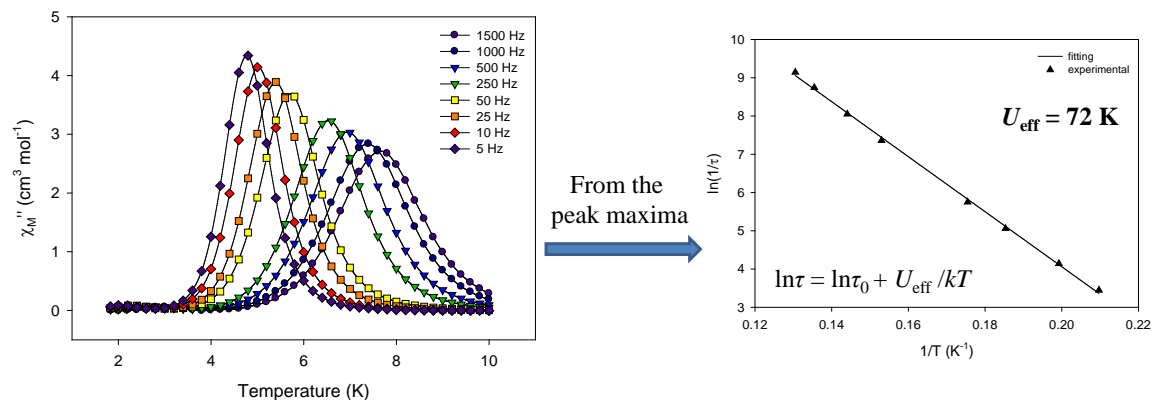 5
4
3
2
1
0
χM'' (cm³ mol⁻¹)
2 4 6 8 10
Temperature (K)
1500 Hz
1000 Hz
500 Hz
250 Hz
50 Hz
25 Hz
10 Hz
5 Hz
From the
peak maxima
10
9
8
7
6
5
4
3
ln(1/τ)
0.12 0.14 0.16 0.18 0.20 0.22
1/T (K⁻¹)
fitting
experimental
Ueff = 72 K
lnτ = lnτ₀ + Ueff /kT